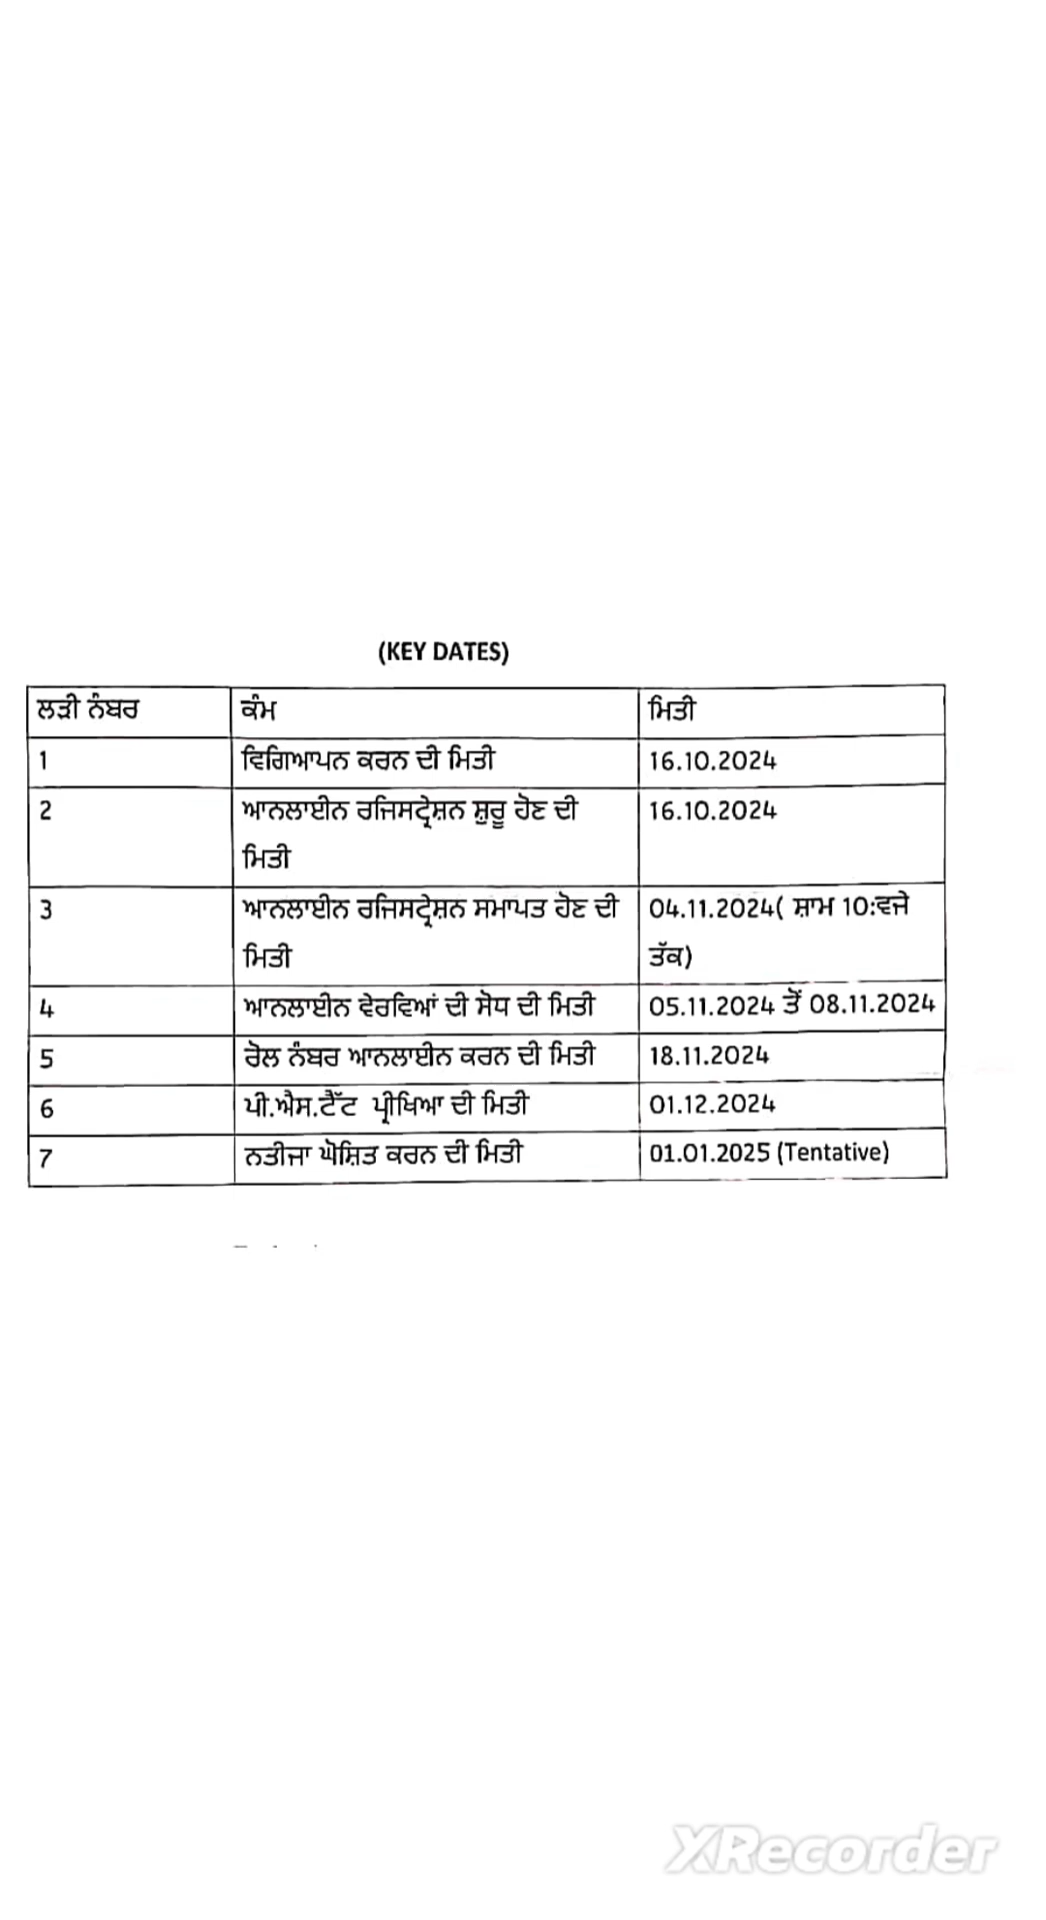 (KEY DATES)
ਲੜੀ ਨੰਬਰ ਕੰਮ ਮਿਤੀ
1 ਵਿਗਿਆਪਨ ਕਰਨ ਦੀ ਮਿਤੀ 16.10.2024
2 ਆਨਲਾਈਨ ਰਜਿਸਟ੍ਰੇਸ਼ਨ ਸ਼ੁਰੂ ਹੋਣ ਦੀ 16.10.2024
ਮਿਤੀ
3 ਆਨਲਾਈਨ ਰਜਿਸਟ੍ਰੇਸ਼ਨ ਸਮਾਪਤ ਹੋਣ ਦੀ 04.11.2024( ਸ਼ਾਮ 10:ਵਜੇ
ਮਿਤੀ ਤੱਕ)
4 ਆਨਲਾਈਨ ਵੇਰਵਿਆਂ ਦੀ ਸੋਧ ਦੀ ਮਿਤੀ 05.11.2024 ਤੋਂ 08.11.2024
5 ਰੋਲ ਨੰਬਰ ਆਨਲਾਈਨ ਕਰਨ ਦੀ ਮਿਤੀ 18.11.2024
6 ਪੀ.ਐਸ.ਟੈੱਟ ਪ੍ਰੀਖਿਆ ਦੀ ਮਿਤੀ 01.12.2024
7 ਨਤੀਜਾ ਘੋਸ਼ਿਤ ਕਰਨ ਦੀ ਮਿਤੀ 01.01.2025 (Tentative)
XRecorder